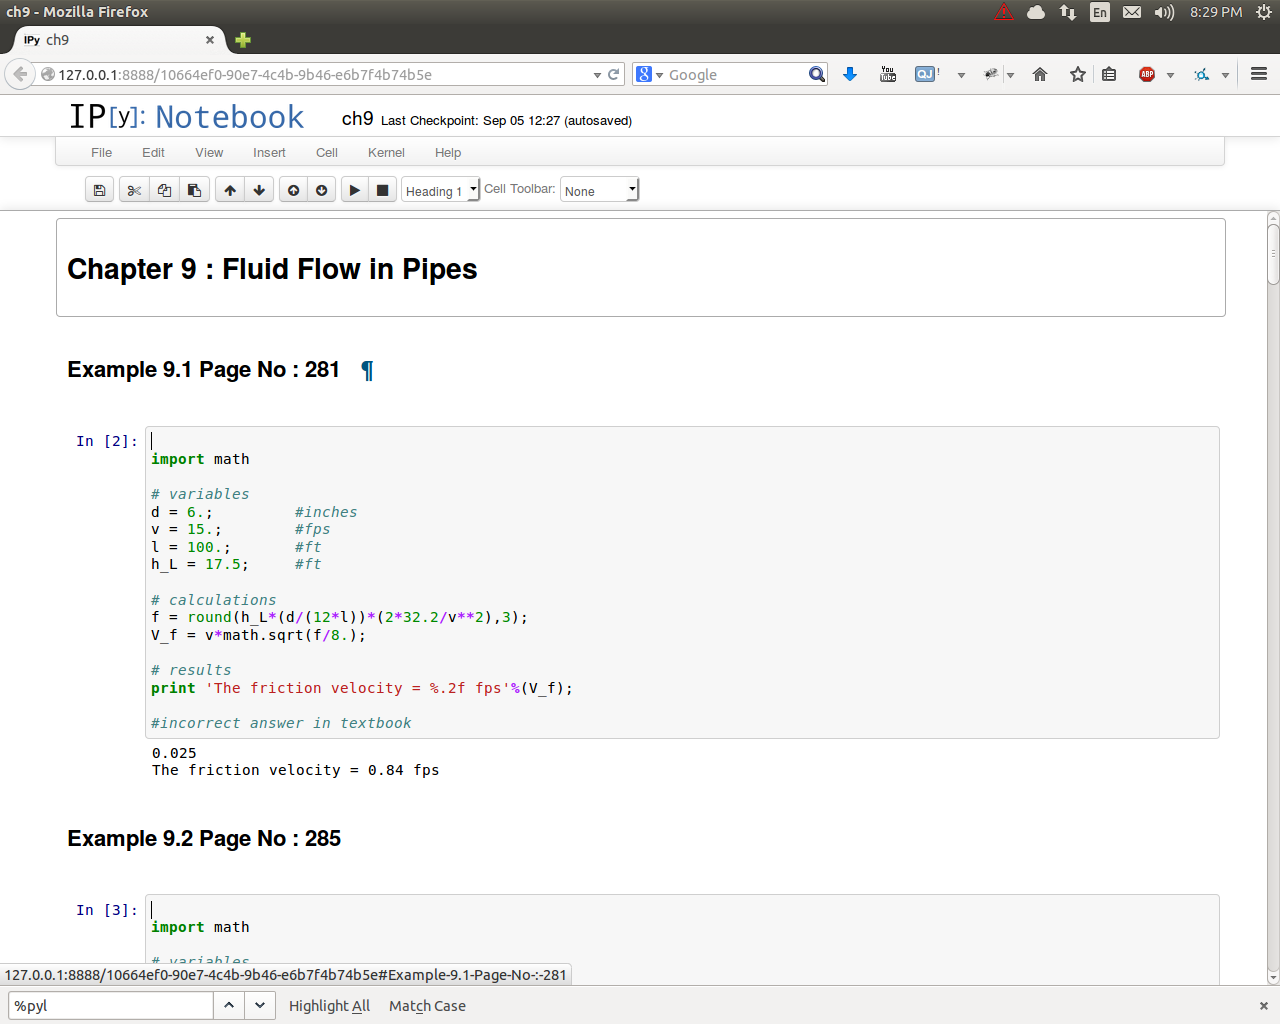 ch9 - Mozilla Firefox
En
8:29 PM
IPy ch9
127.0.0.1:8888/10664ef0-90e7-4c4b-9b46-e6b7f4b74b5e
Google
You Tube
QJ !
ABP
IP[y]: Notebook
ch9 Last Checkpoint: Sep 05 12:27 (autosaved)
File Edit View Insert Cell Kernel Help
Heading 1 Cell Toolbar: None
Chapter 9 : Fluid Flow in Pipes
Example 9.1 Page No : 281 ¶
In [2]:
import math
# variables
d = 6.; #inches
v = 15.; #fps
l = 100.; #ft
h_L = 17.5; #ft
# calculations
f = round(h_L*(d/(12*l))*(2*32.2/v**2),3);
V_f = v*math.sqrt(f/8.);
# results
print 'The friction velocity = %.2f fps'%(V_f);
#incorrect answer in textbook
0.025
The friction velocity = 0.84 fps
Example 9.2 Page No : 285
In [3]:
import math
# variables
127.0.0.1:8888/10664ef0-90e7-4c4b-9b46-e6b7f4b74b5e#Example-9.1-Page-No-:-281
%pyl
Highlight All Match Case